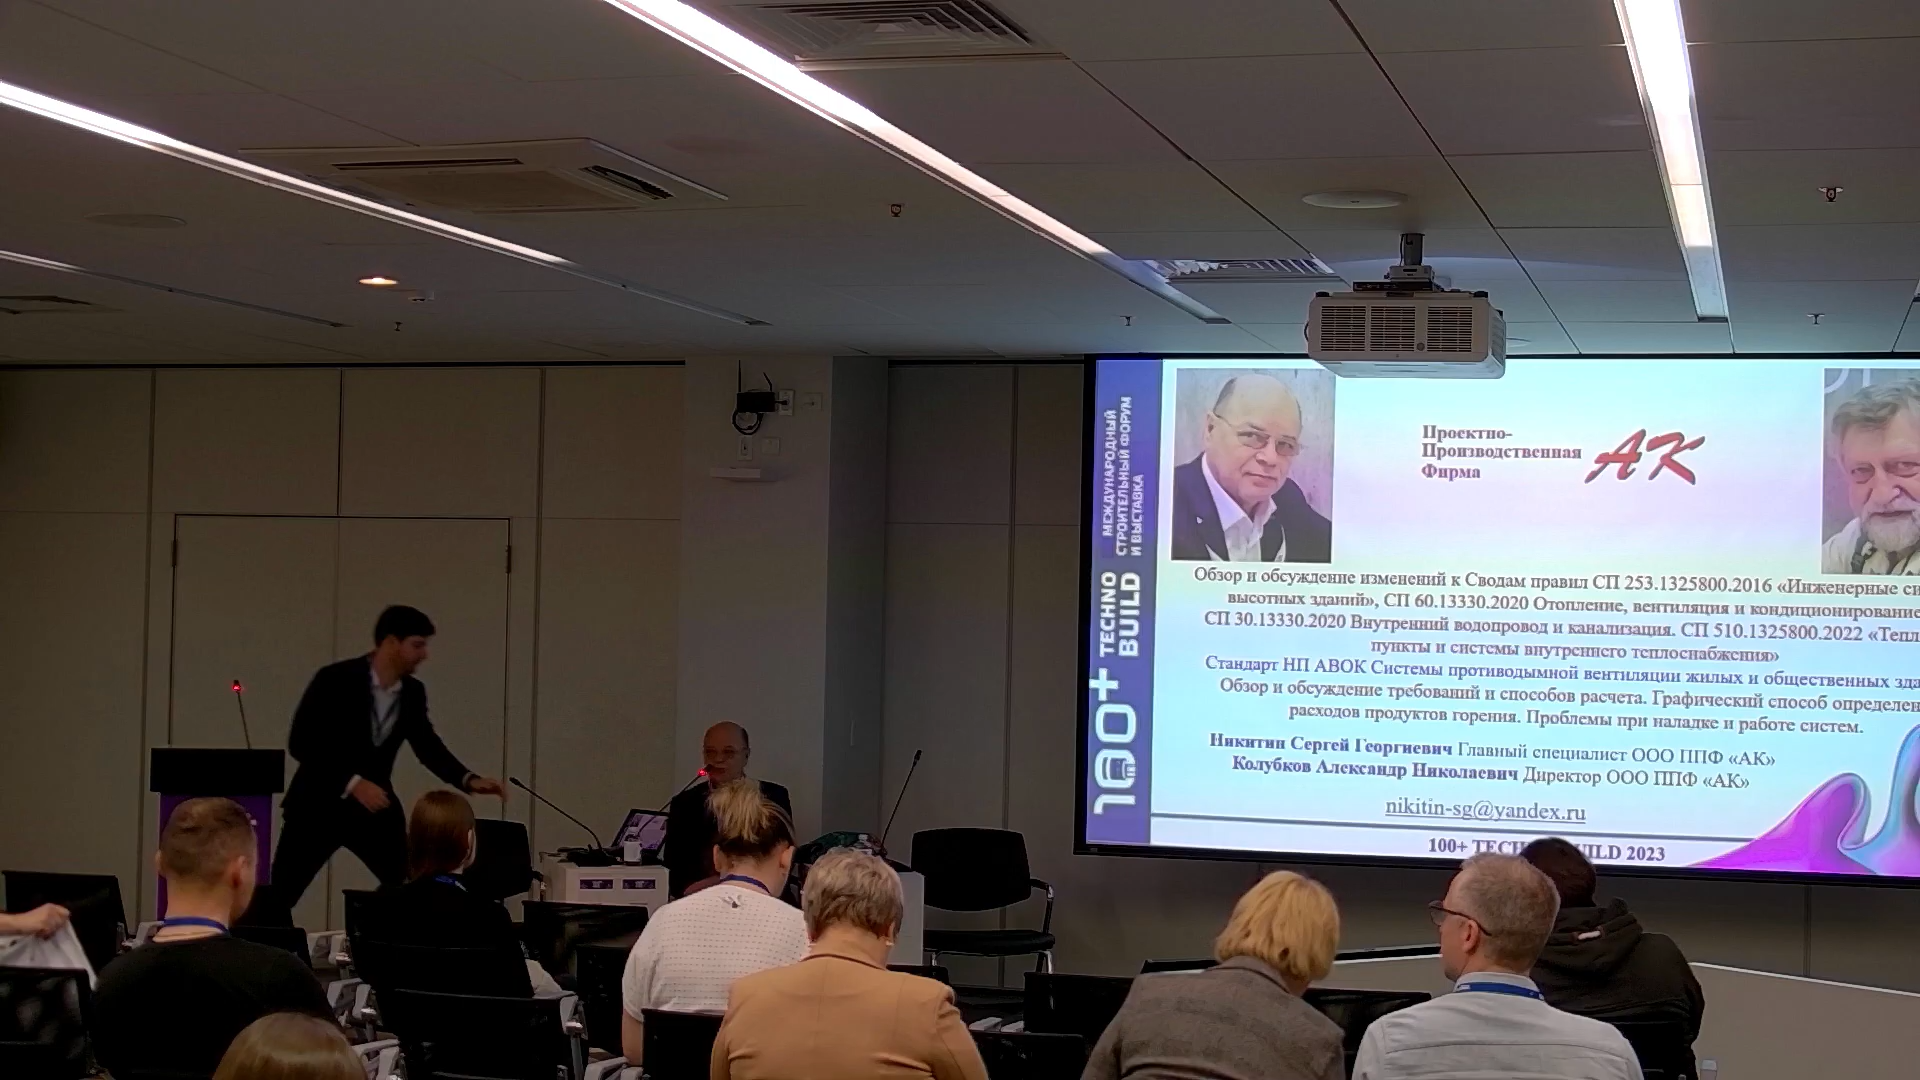 МЕЖДУНАРОДНЫЙ
СТРОИТЕЛЬНЫЙ ФОРУМ
И ВЫСТАВКА
100+ TECHNO
BUILD
Проектно-
Производственная
Фирма
АК
Обзор и обсуждение изменений к Сводам правил СП 253.1325800.2016 «Инженерные си
высотных зданий», СП 60.13330.2020 Отопление, вентиляция и кондиционирование
СП 30.13330.2020 Внутренний водопровод и канализация. СП 510.1325800.2022 «Тепл
пункты и системы внутреннего теплоснабжения»
Стандарт НП АВОК Системы противодымной вентиляции жилых и общественных зда
Обзор и обсуждение требований и способов расчета. Графический способ определен
расходов продуктов горения. Проблемы при наладке и работе систем.
Никитин Сергей Георгиевич Главный специалист ООО ППФ «АК»
Колубков Александр Николаевич Директор ООО ППФ «АК»
nikitin-sg@yandex.ru
100+ TECH UILD 2023